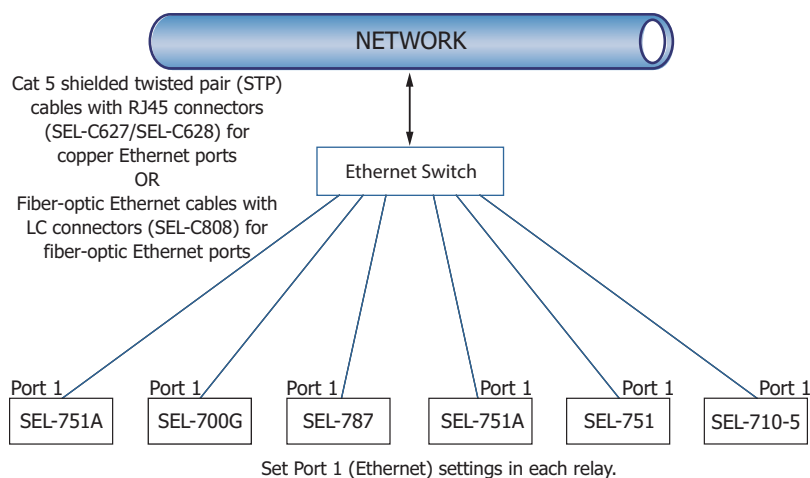 NETWORK
Cat 5 shielded twisted pair (STP)
cables with RJ45 connectors
(SEL-C627/SEL-C628) for
copper Ethernet ports
OR
Fiber-optic Ethernet cables with
LC connectors (SEL-C808) for
fiber-optic Ethernet ports
Ethernet Switch
Port 1
SEL-751A
Port 1
SEL-700G
Port 1
SEL-787
Port 1
SEL-751A
Port 1
SEL-751
Port 1
SEL-710-5
Set Port 1 (Ethernet) settings in each relay.